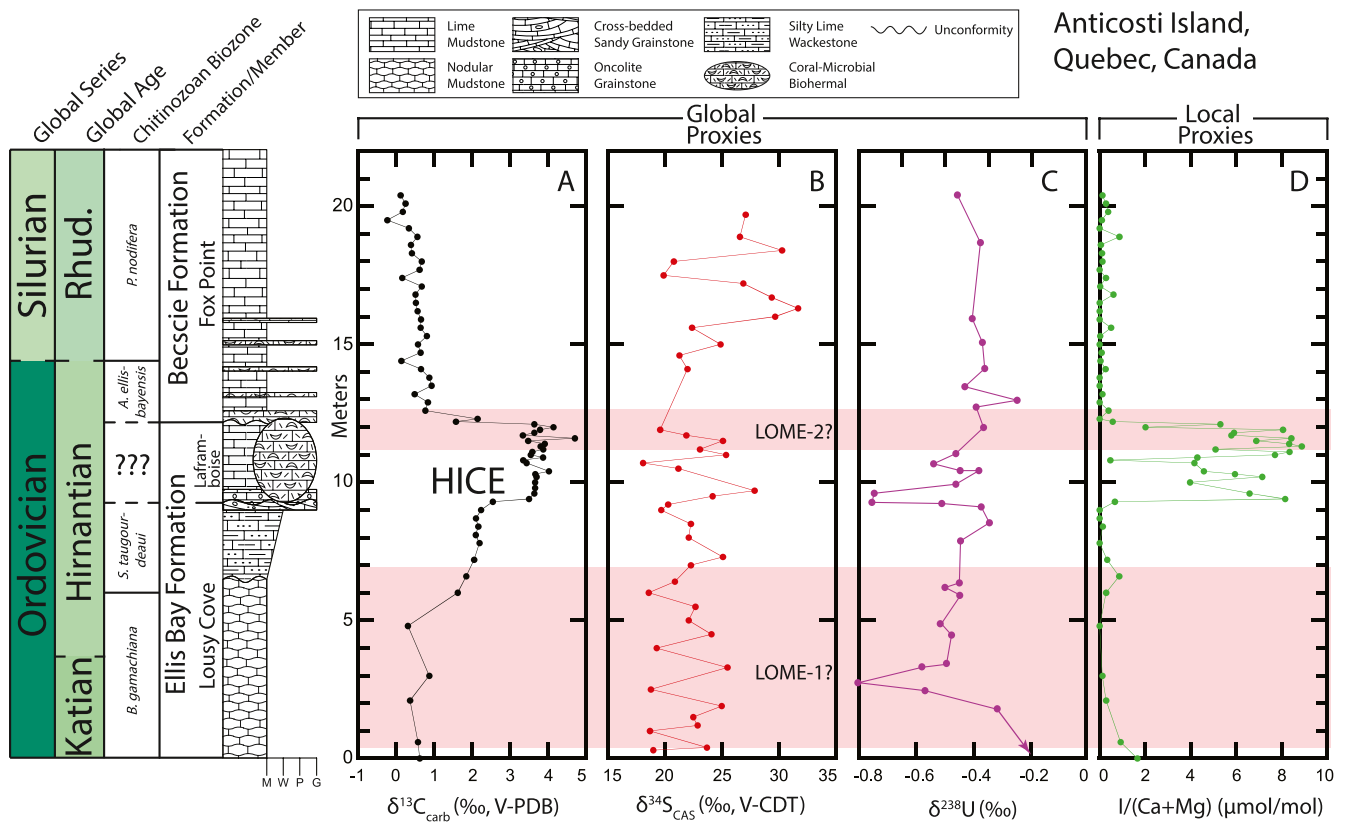 Lime
Mudstone
Cross-bedded
Sandy Grainstone
Silty Lime
Wackestone
Unconformity
Nodular
Mudstone
Oncolite
Grainstone
Coral-Microbial
Biohermal
Anticosti Island,
Quebec, Canada
Global Series
Global Age
Chitinozoan Biozone
Formation/Member
Global
Proxies
Local
Proxies
Silurian
Ordovician
Rhud.
Hirnantian
Katian
P. nodifera
A. ellis-
bayensis
???
S. taugour-
deaui
B. gamachiana
Becscie Formation
Fox Point
Ellis Bay Formation
Lafram-
boise
Lousy Cove
M W P G
A
B
C
D
20
15
10
5
0
Meters
HICE
LOME-2?
LOME-1?
-1 0 1 2 3 4 5
15 20 25 30 35
-0.8 -0.6 -0.4 -0.2 0
0 2 4 6 8 10
δ¹³Ccarb (‰, V-PDB)
δ³⁴SCAS (‰, V-CDT)
δ²³⁸U (‰)
I/(Ca+Mg) (μmol/mol)